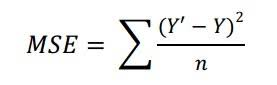 MSE = ∑ (Y′ − Y)² / n